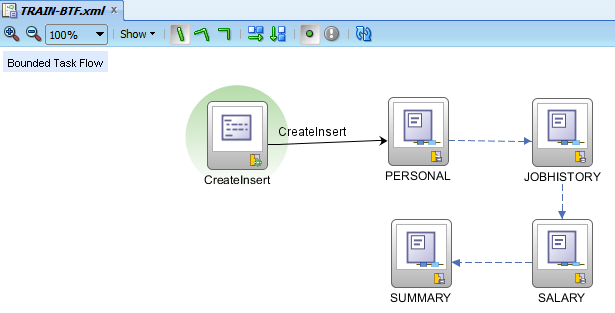 TRAIN-BTF.xml
100% Show
Bounded Task Flow
CreateInsert
CreateInsert
PERSONAL
JOBHISTORY
SUMMARY
SALARY